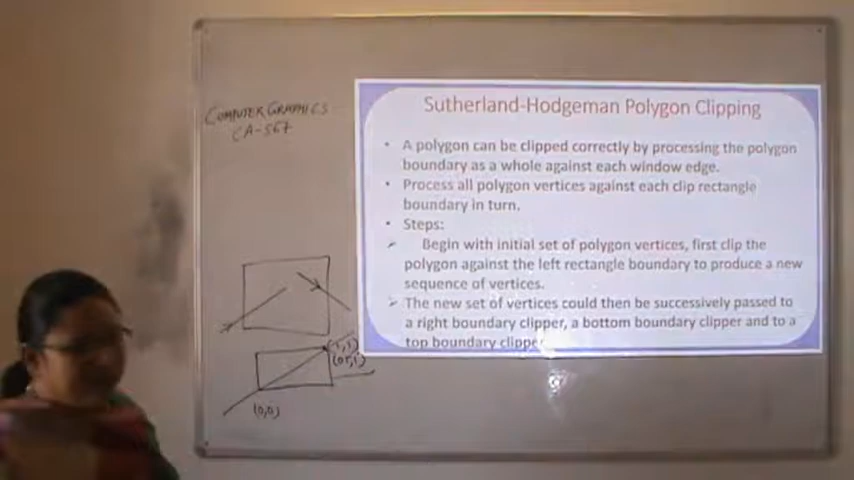 COMPUTER GRAPHICS
CA-567
Sutherland-Hodgeman Polygon Clipping
• A polygon can be clipped correctly by processing the polygon
boundary as a whole against each window edge.
• Process all polygon vertices against each clip rectangle
boundary in turn.
• Steps:
➢ Begin with initial set of polygon vertices, first clip the
polygon against the left rectangle boundary to produce a new
sequence of vertices.
➢ The new set of vertices could then be successively passed to
a right boundary clipper, a bottom boundary clipper and to a
top boundary clipper.
(1,1)
(0,0)